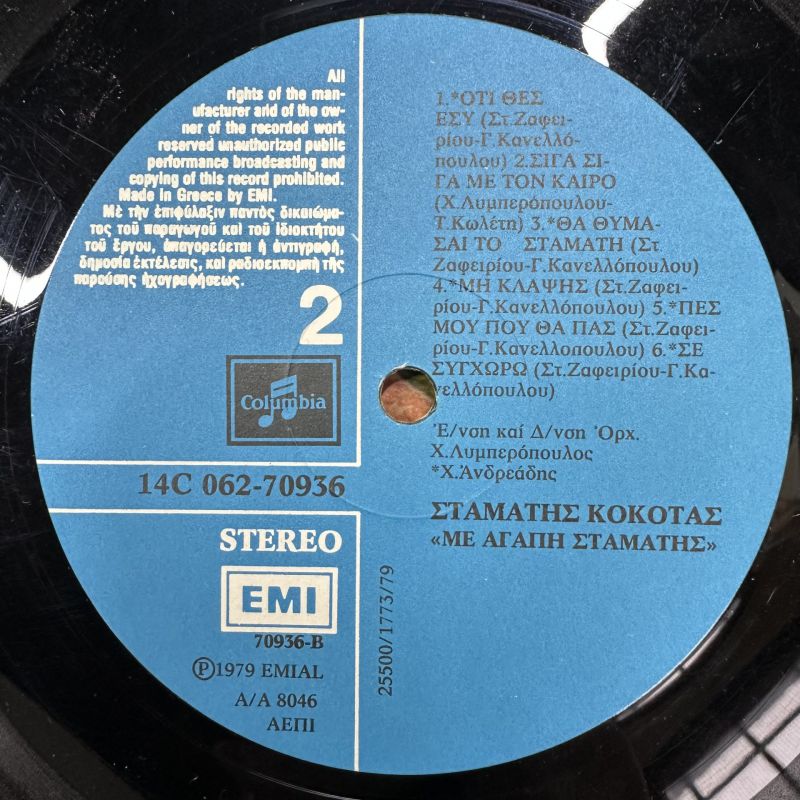 All
rights of the man-
ufacturer and of the ow-
ner of the recorded work
reserved unauthorized public
performance broadcasting and
copying of this record prohibited.
Made in Greece by EMI.
Μὲ τὴν ἐπιφύλαξιν παντὸς δικαιώμα-
τος τοῦ παραγωγοῦ καὶ τοῦ ἰδιοκτήτου
τοῦ ἔργου, ἀπαγορεύεται ἡ ἀντιγραφή,
δημοσία ἐκτέλεσις, καὶ ραδιοεκπομπὴ τῆς
παρούσης ἠχογραφήσεως.
2
Columbia
14C 062-70936
STEREO
EMI
70936-B
Ⓟ1979 EMIAL
A/A 8046
ΑΕΠΙ
1.*ΟΤΙ ΘΕΣ
ΕΣΥ (Στ.Ζαφει-
ρίου-Γ.Κανελλό-
πουλου) 2.ΣΙΓΑ ΣΙ-
ΓΑ ΜΕ ΤΟΝ ΚΑΙΡΟ
(Χ.Λυμπερόπουλου-
Τ.Κωλέτη) 3.*ΘΑ ΘΥΜΑ-
ΣΑΙ ΤΟ ΣΤΑΜΑΤΗ (Στ.
Ζαφειρίου-Γ.Κανελλόπουλου)
4.*ΜΗ ΚΛΑΨΗΣ (Στ.Ζαφει-
ρίου-Γ.Κανελλόπουλου) 5.*ΠΕΣ
ΜΟΥ ΠΟΥ ΘΑ ΠΑΣ (Στ.Ζαφει-
ρίου-Γ.Κανελλοπουλου) 6.*ΣΕ
ΣΥΓΧΩΡΩ (Στ.Ζαφειρίου-Γ.Κα-
νελλόπουλου)
Ἐ/νση καί Δ/νση Ὀρχ.
Χ.Λυμπερόπουλος
*Χ.Ἀνδρεάδης
ΣΤΑΜΑΤΗΣ ΚΟΚΟΤΑΣ
«ΜΕ ΑΓΑΠΗ ΣΤΑΜΑΤΗΣ»
25500/1773/79